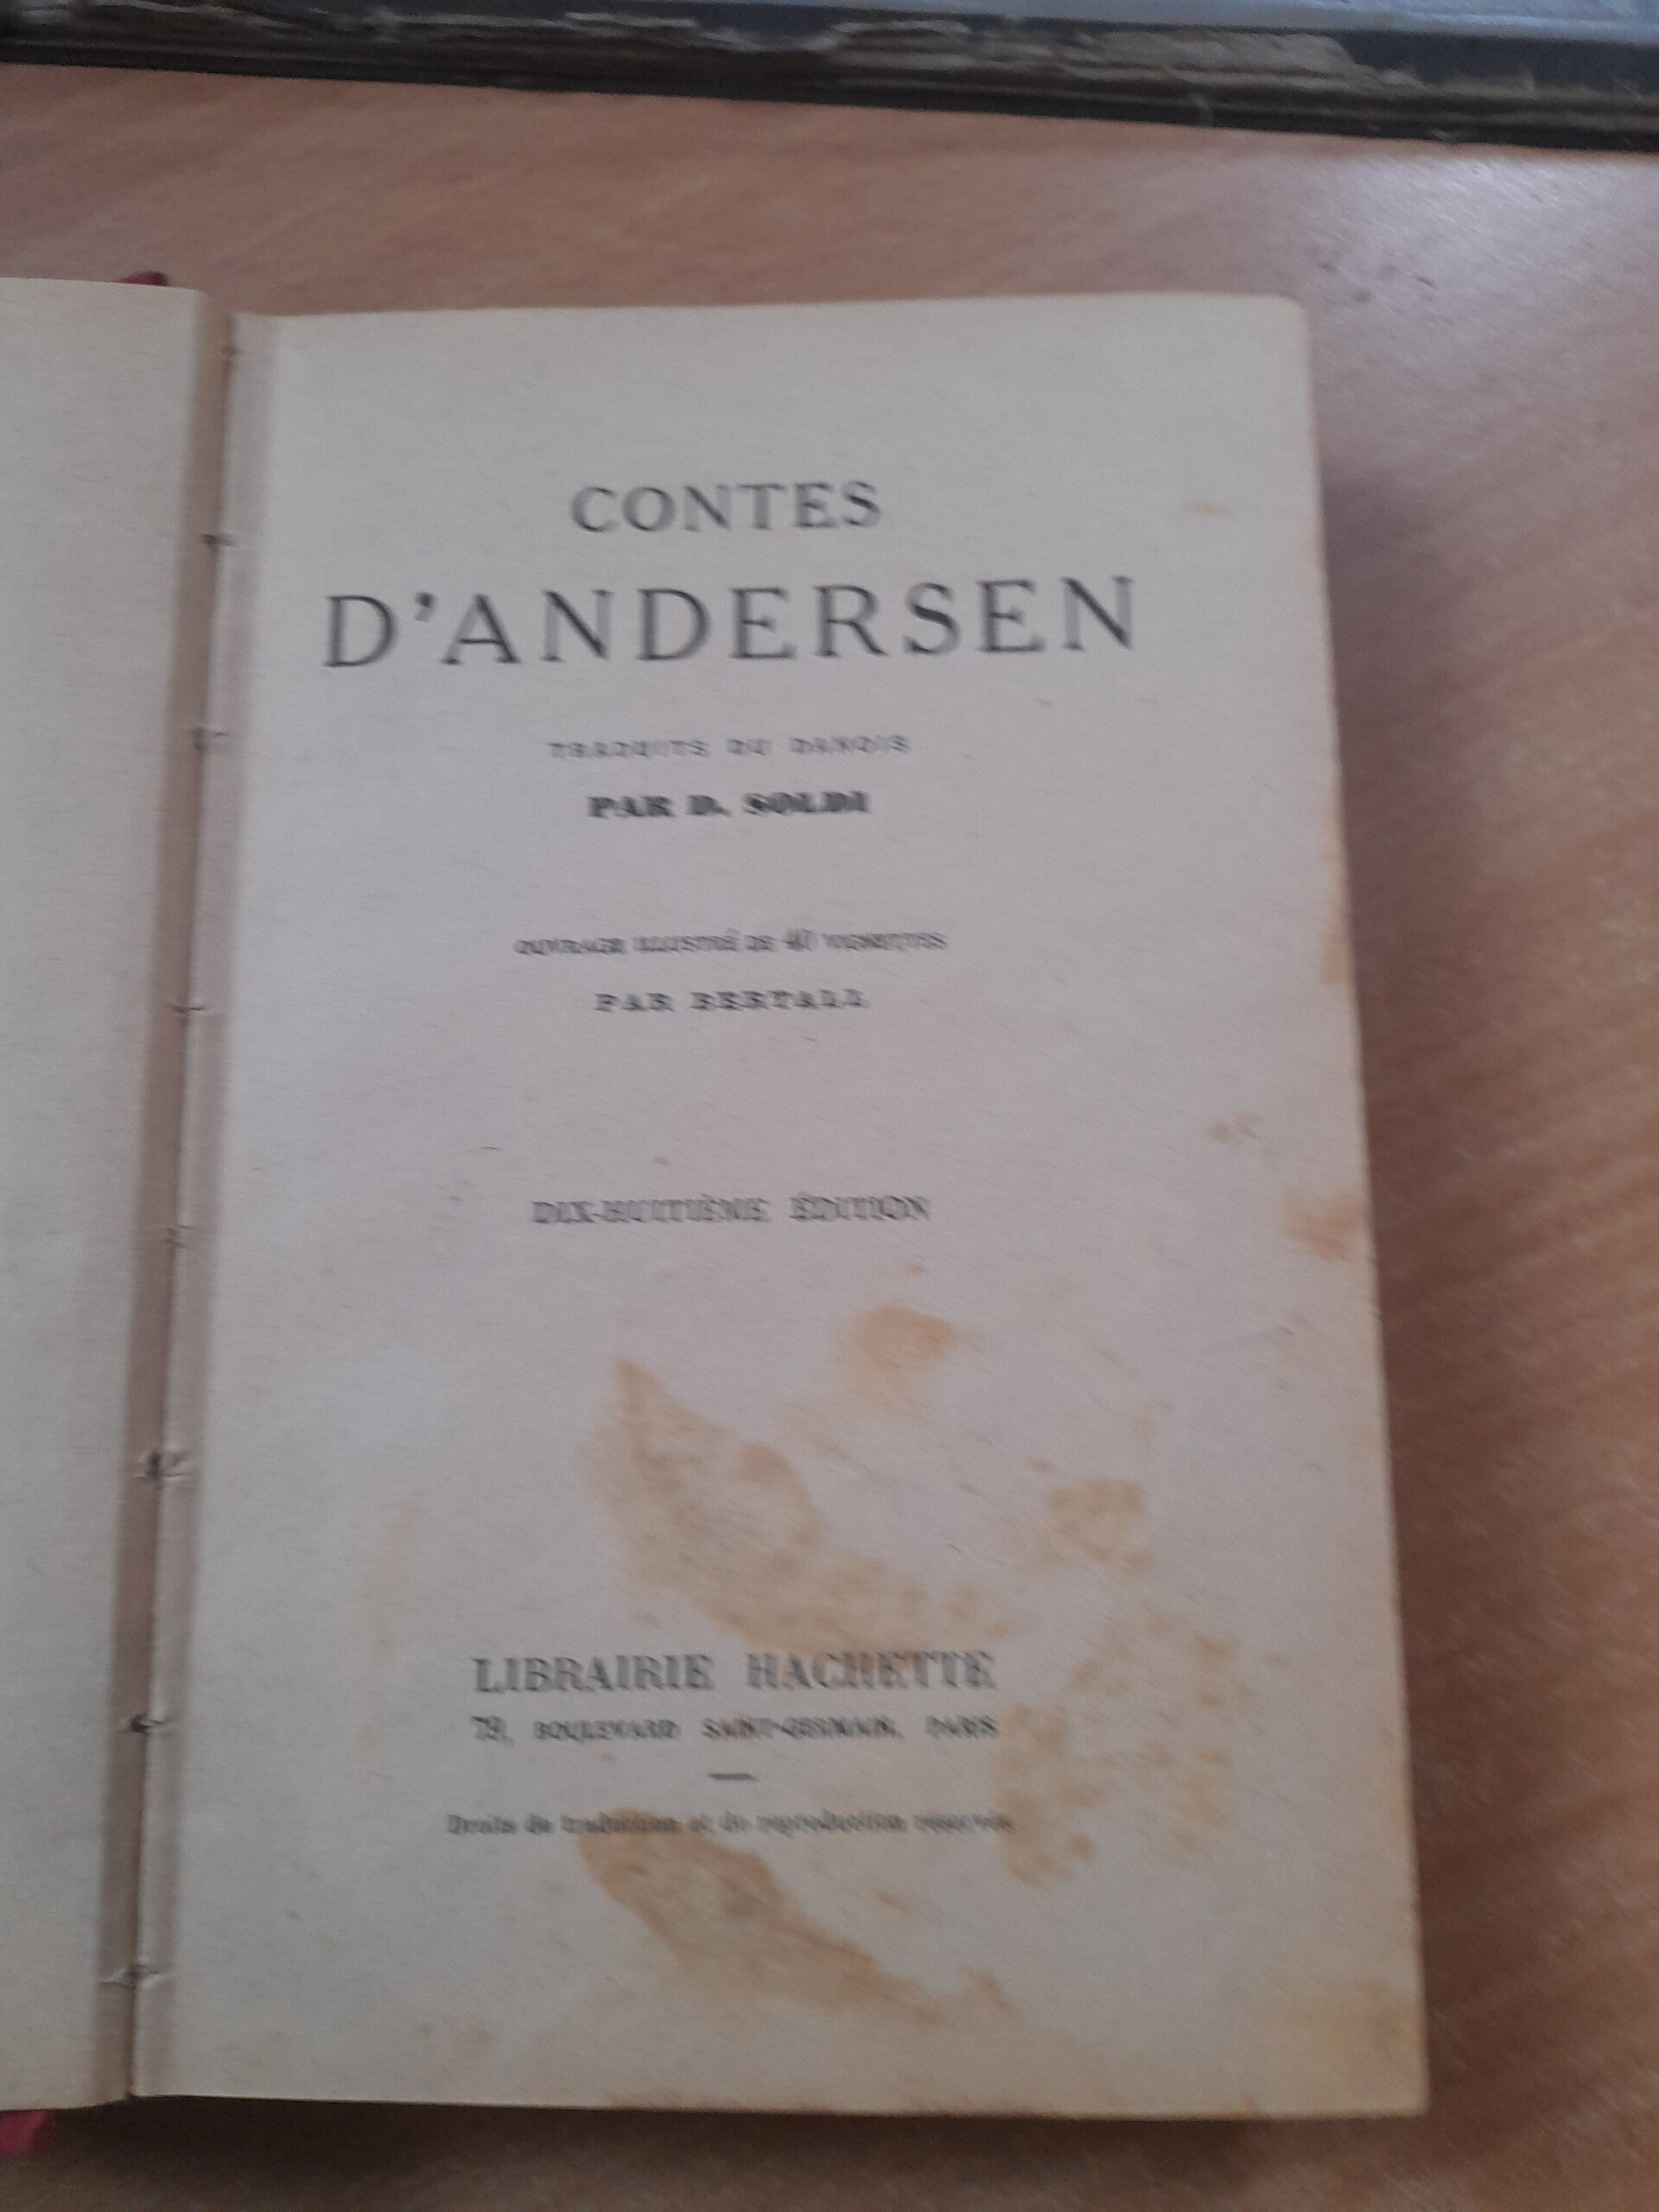 CONTES
D'ANDERSEN
TRADUITS DU DANOIS
PAR D. SOLDI
OUVRAGE ILLUSTRÉ DE 40 VIGNETTES
PAR BERTALL
DIX-HUITIÈME ÉDITION
LIBRAIRIE HACHETTE
79, BOULEVARD SAINT-GERMAIN, PARIS
Droits de traduction et de reproduction réservés